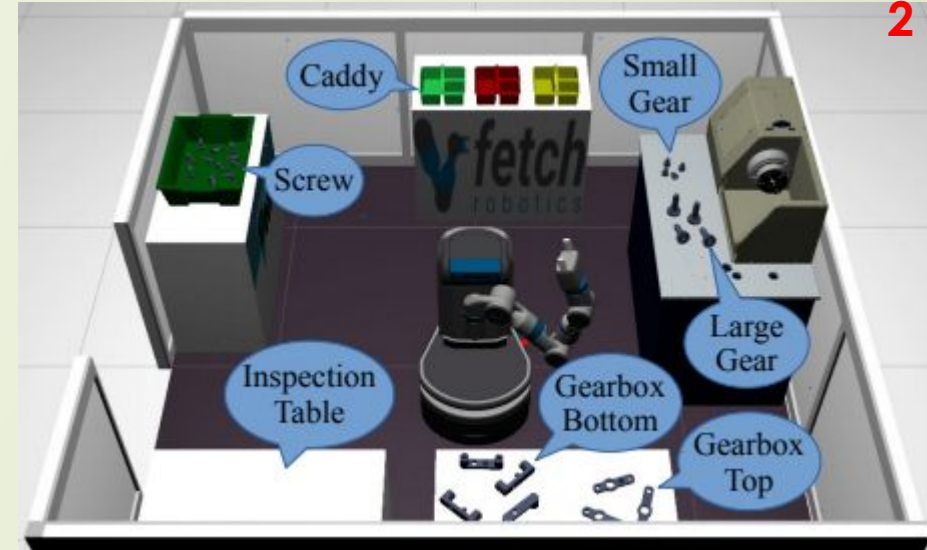 2
Caddy
Small
Gear
Screw
fetch
robotics
Large
Gear
Inspection
Table
Gearbox
Bottom
Gearbox
Top